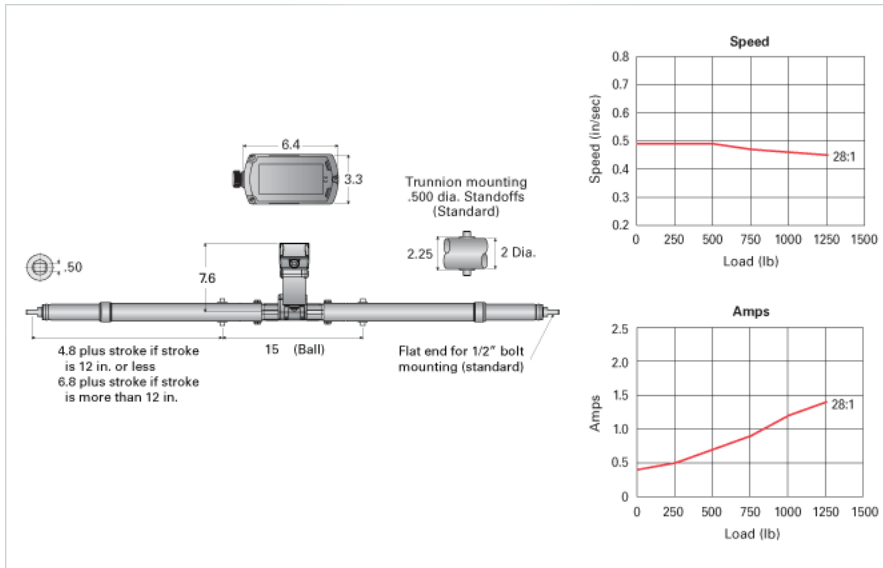 6.4
3.3
Trunnion mounting
.500 dia. Standoffs
(Standard)
2.25
2 Dia.
.50
7.6
15 (Ball)
4.8 plus stroke if stroke
is 12 in. or less
6.8 plus stroke if stroke
is more than 12 in.
Flat end for 1/2" bolt
mounting (standard)
Speed
Speed (in/sec)
0.8
0.7
0.6
0.5
0.4
0.3
0.2
28:1
0 250 500 750 1000 1250 1500
Load (lb)
Amps
Amps
2.5
2.0
1.5
1.0
0.5
0
28:1
0 250 500 750 1000 1250 1500
Load (lb)